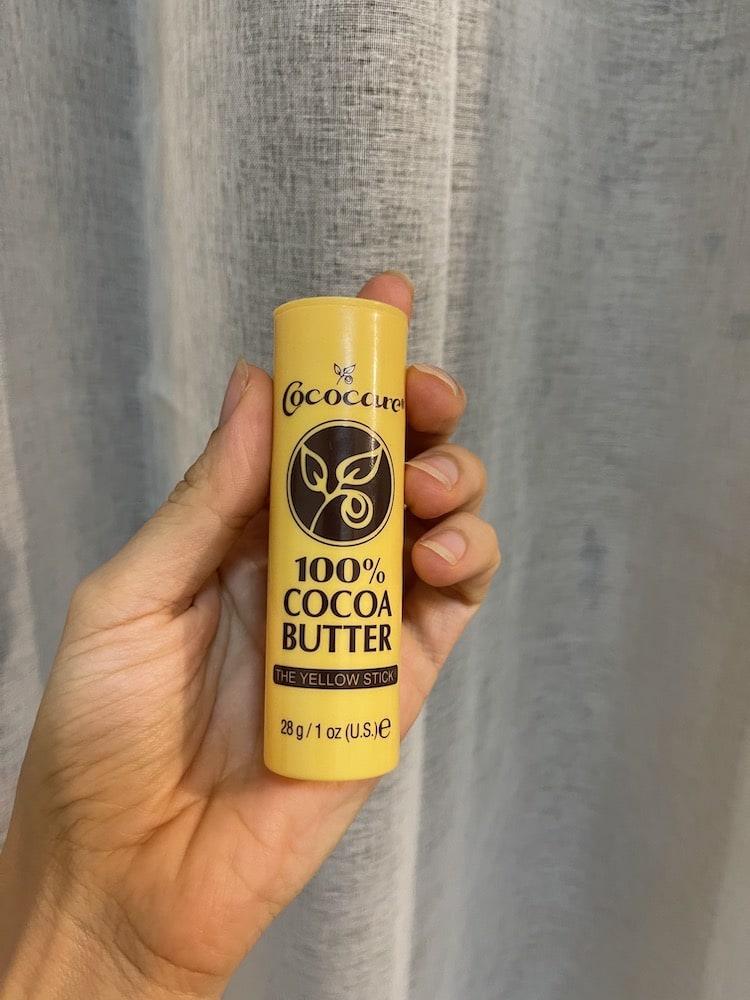 Cococare
100%
COCOA
BUTTER
THE YELLOW STICK
28 g / 1 oz (U.S.) ℮